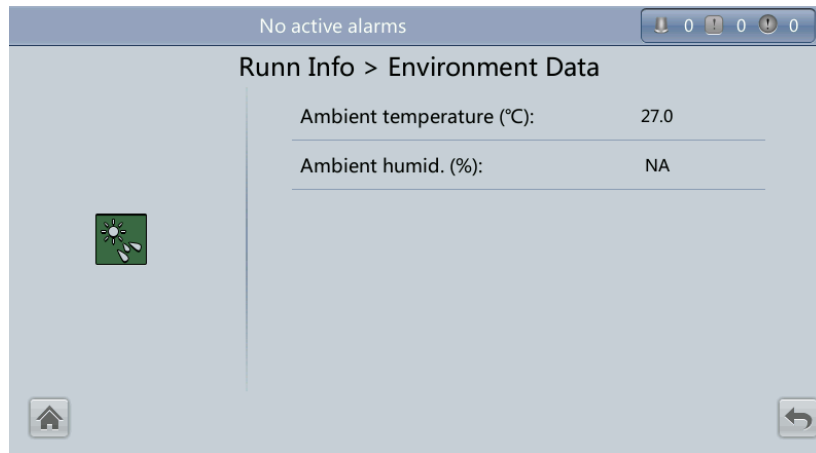 No active alarms 0 0 0
Runn Info > Environment Data
Ambient temperature (℃): 27.0
Ambient humid. (%): NA